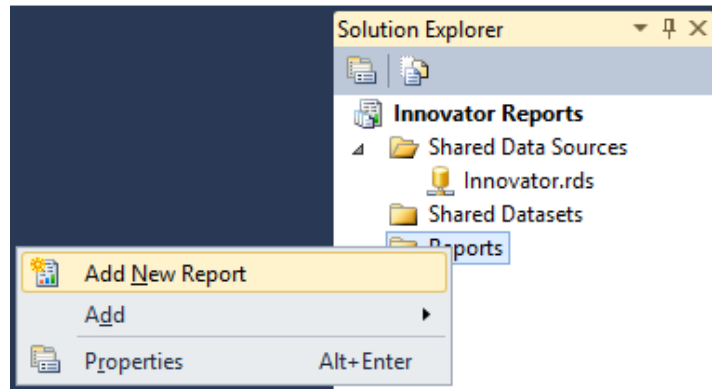 Solution Explorer
Innovator Reports
Shared Data Sources
Innovator.rds
Shared Datasets
Reports
Add New Report
Add
Properties Alt+Enter